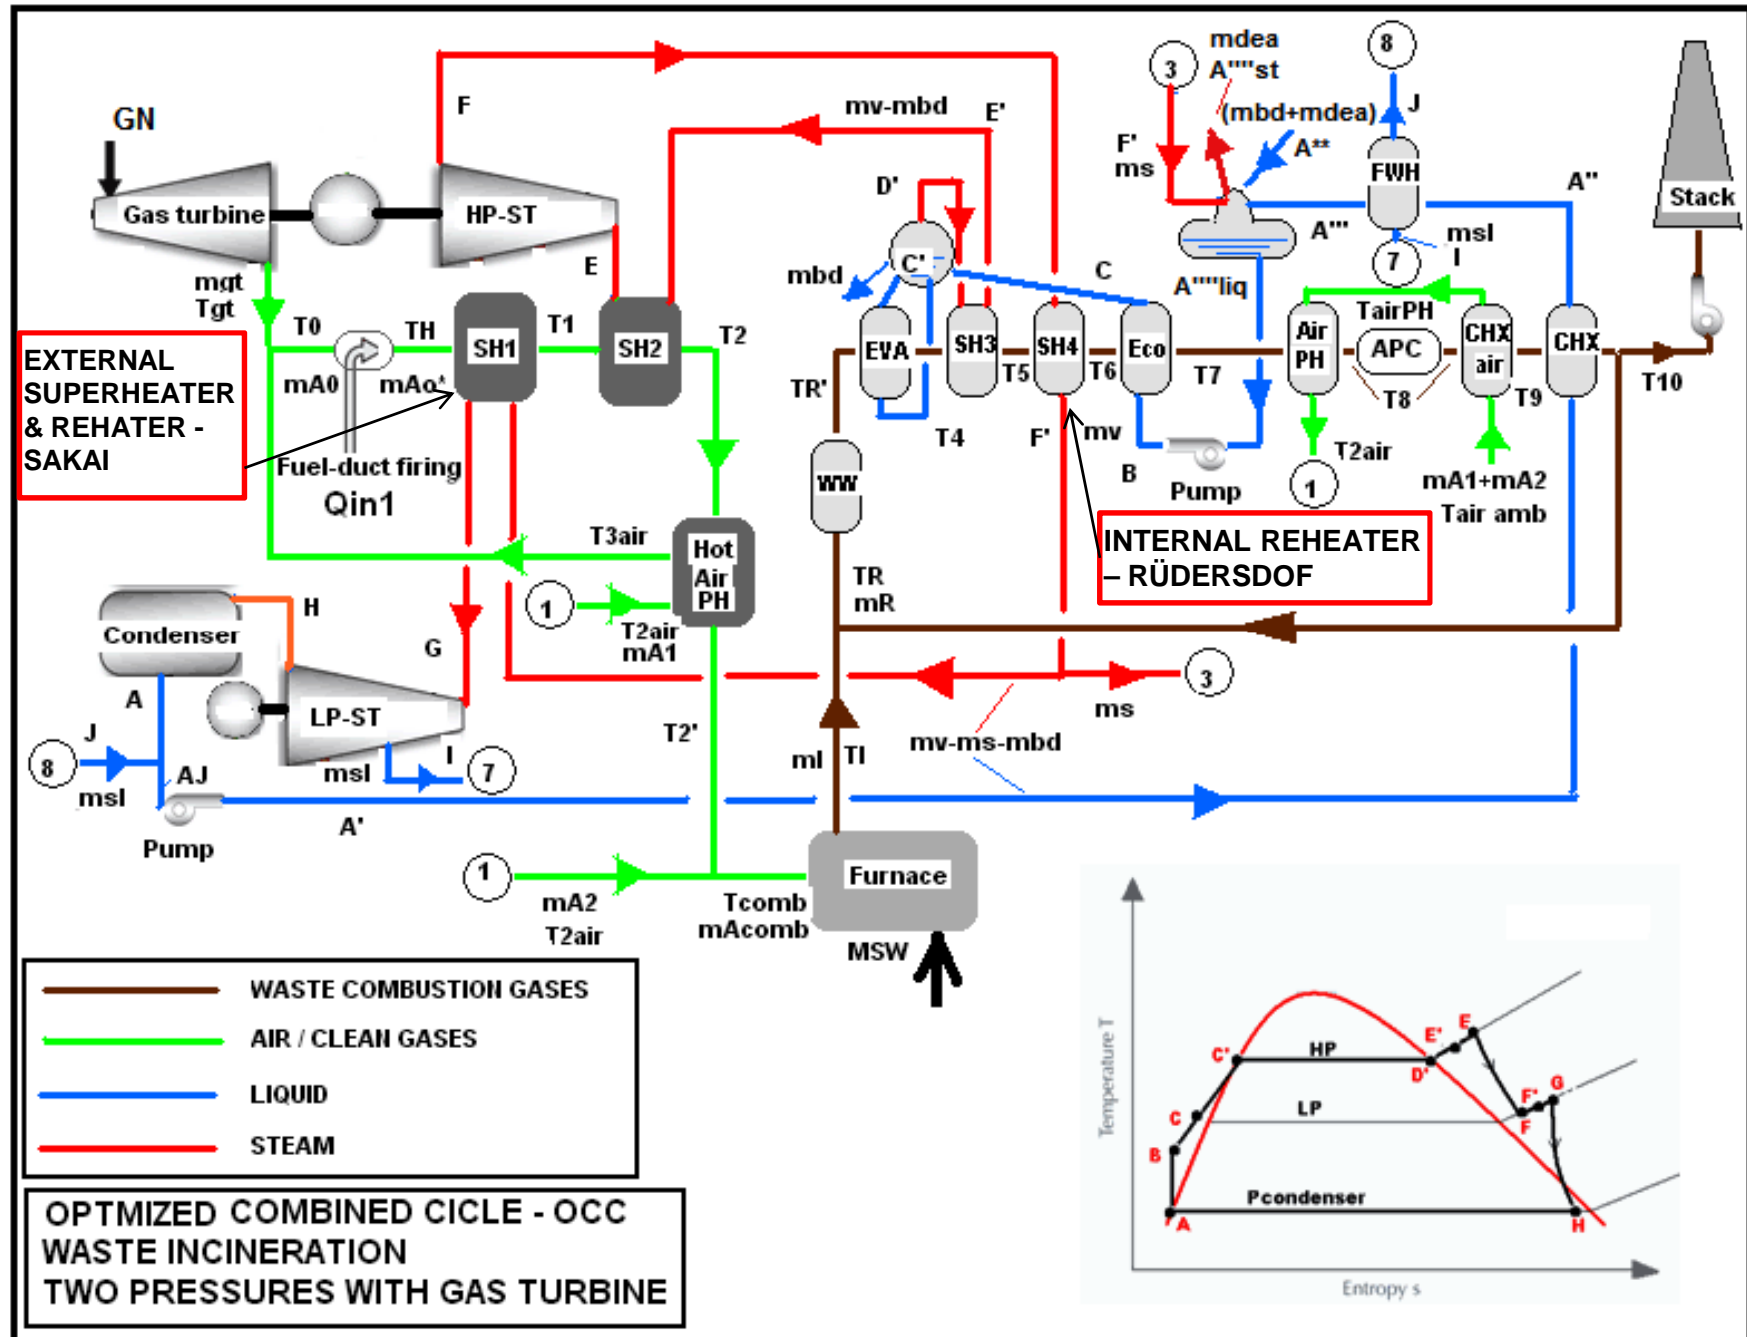 GN
Gas turbine
HP-ST
F
E
mgt
Tgt
T0
TH
mA0
mAo*
SH1
T1
SH2
T2
EXTERNAL
SUPERHEATER
& REHATER -
SAKAI
Fuel-duct firing
Qin1
T3air
Hot
Air
PH
1
T2air
mA1
Condenser
H
A
G
LP-ST
J
8
msl
AJ
msl
I
7
Pump
A'
T2'
1
mA2
T2air
Tcomb
mAcomb
Furnace
MSW
mI
TI
TR
mR
WW
TR'
mv-mbd
E'
D'
C'
mbd
C
EVA
SH3
T5
SH4
T6
Eco
T7
T4
F'
mv
B
Pump
3
mdea
A'''''st
(mbd+mdea)
A**
F'
ms
A'''''liq
8
J
FWH
A''
A'''
msl
I
7
TairPH
Air
PH
APC
CHX
air
CHX
T8
T9
T10
Stack
T2air
1
mA1+mA2
Tair amb
INTERNAL REHEATER
– RÜDERSDOF
3
ms
mv-ms-mbd
WASTE COMBUSTION GASES
AIR / CLEAN GASES
LIQUID
STEAM
OPTMIZED COMBINED CICLE - OCC
WASTE INCINERATION
TWO PRESSURES WITH GAS TURBINE
Temperature T
Entropy s
C'
HP
E'
E
D'
C
LP
F'
G
F
B
Pcondenser
A
H